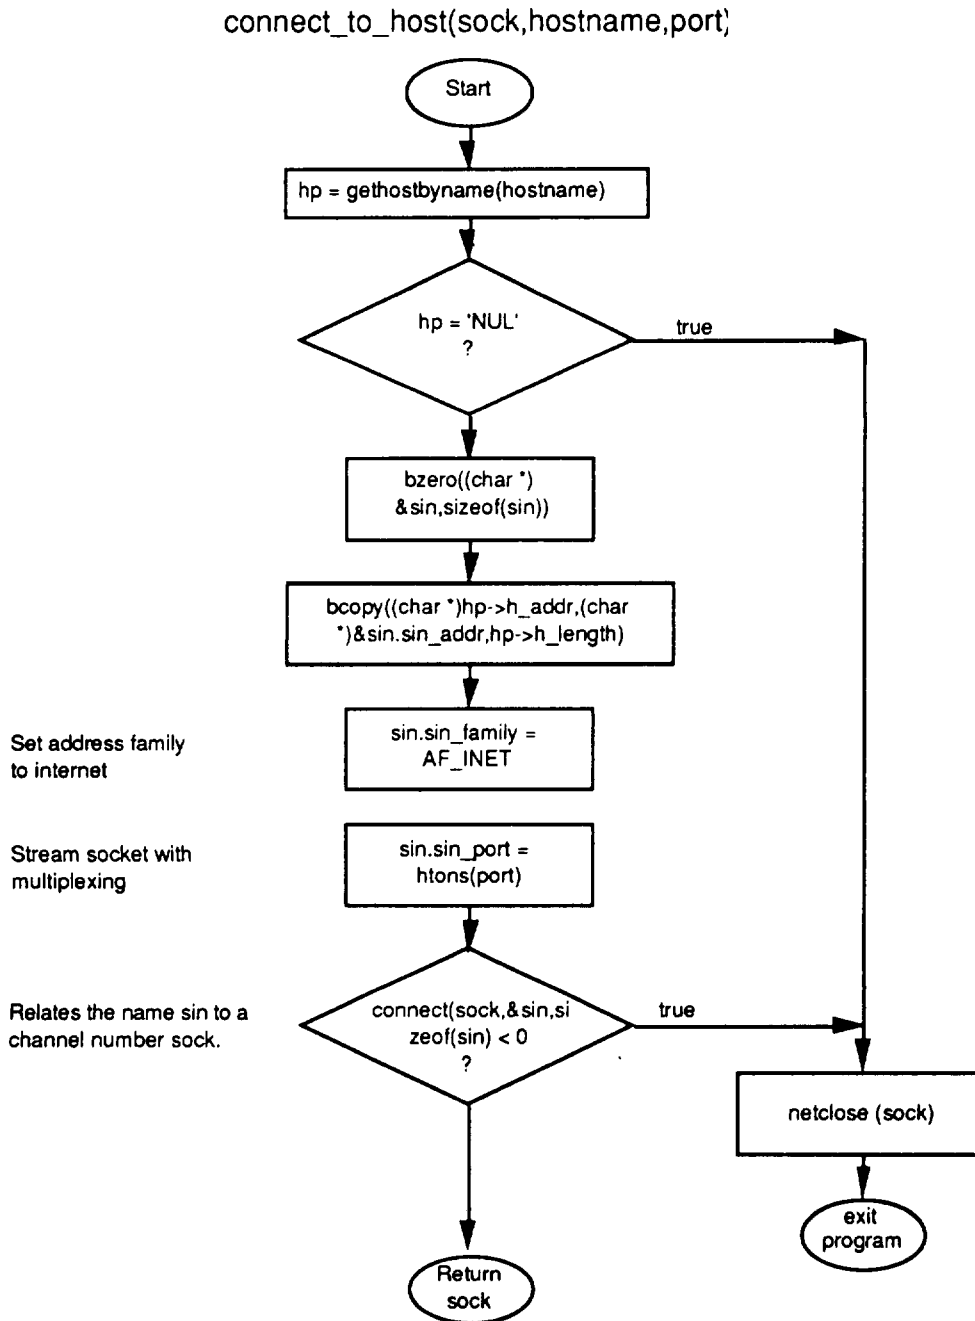 connect_to_host(sock,hostname,port)
Start
hp = gethostbyname(hostname)
hp = 'NUL'
?
true
bzero((char *)
&sin,sizeof(sin))
bcopy((char *)hp->h_addr,(char
*)&sin.sin_addr,hp->h_length)
Set address family
to internet
sin.sin_family =
AF_INET
Stream socket with
multiplexing
sin.sin_port =
htons(port)
Relates the name sin to a
channel number sock.
connect(sock,&sin,si
zeof(sin) < 0
?
true
netclose (sock)
exit
program
Return
sock